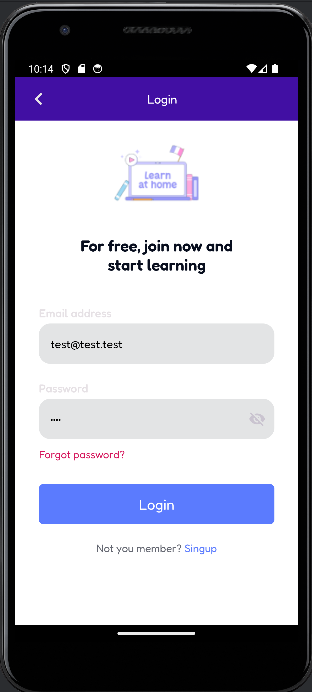 10:14
Login
Learn
at home
For free, join now and
start learning
Email address
test@test.test
Password
••••
Forgot password?
Login
Not you member? Singup